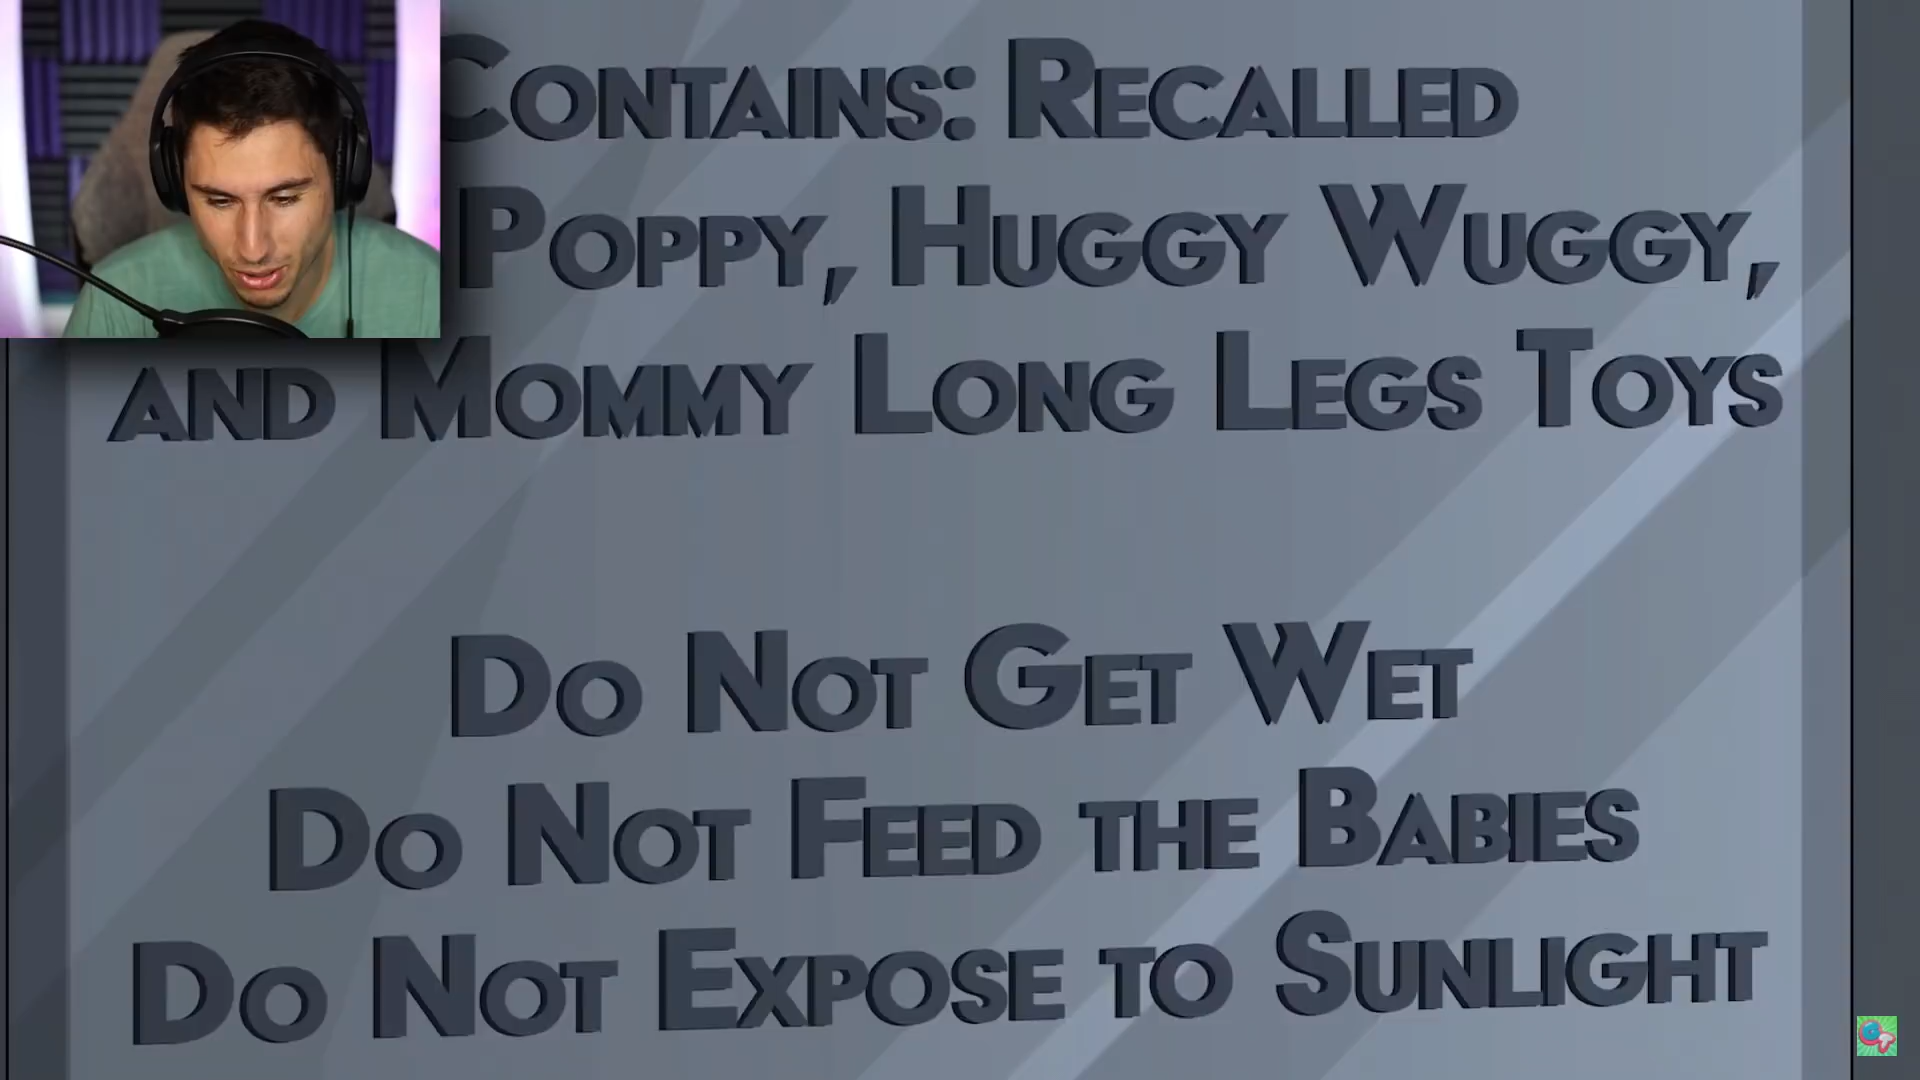 Contains: Recalled
Poppy, Huggy Wuggy,
and Mommy Long Legs Toys
Do Not Get Wet
Do Not Feed the Babies
Do Not Expose to Sunlight